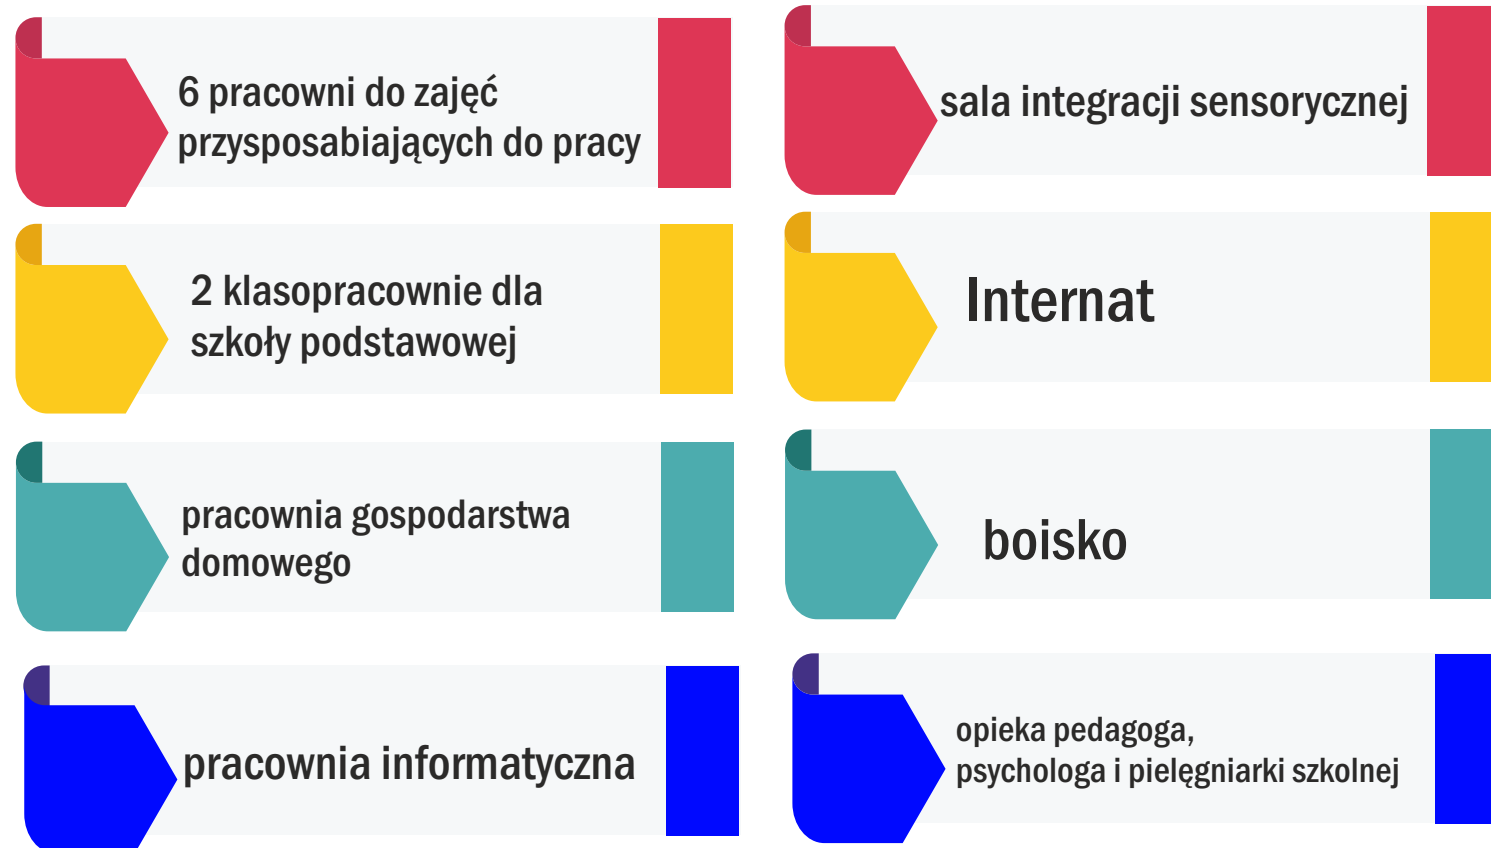 6 pracowni do zajęć
przysposabiających do pracy
2 klasopracownie dla
szkoły podstawowej
pracownia gospodarstwa
domowego
pracownia informatyczna
sala integracji sensorycznej
Internat
boisko
opieka pedagoga,
psychologa i pielęgniarki szkolnej